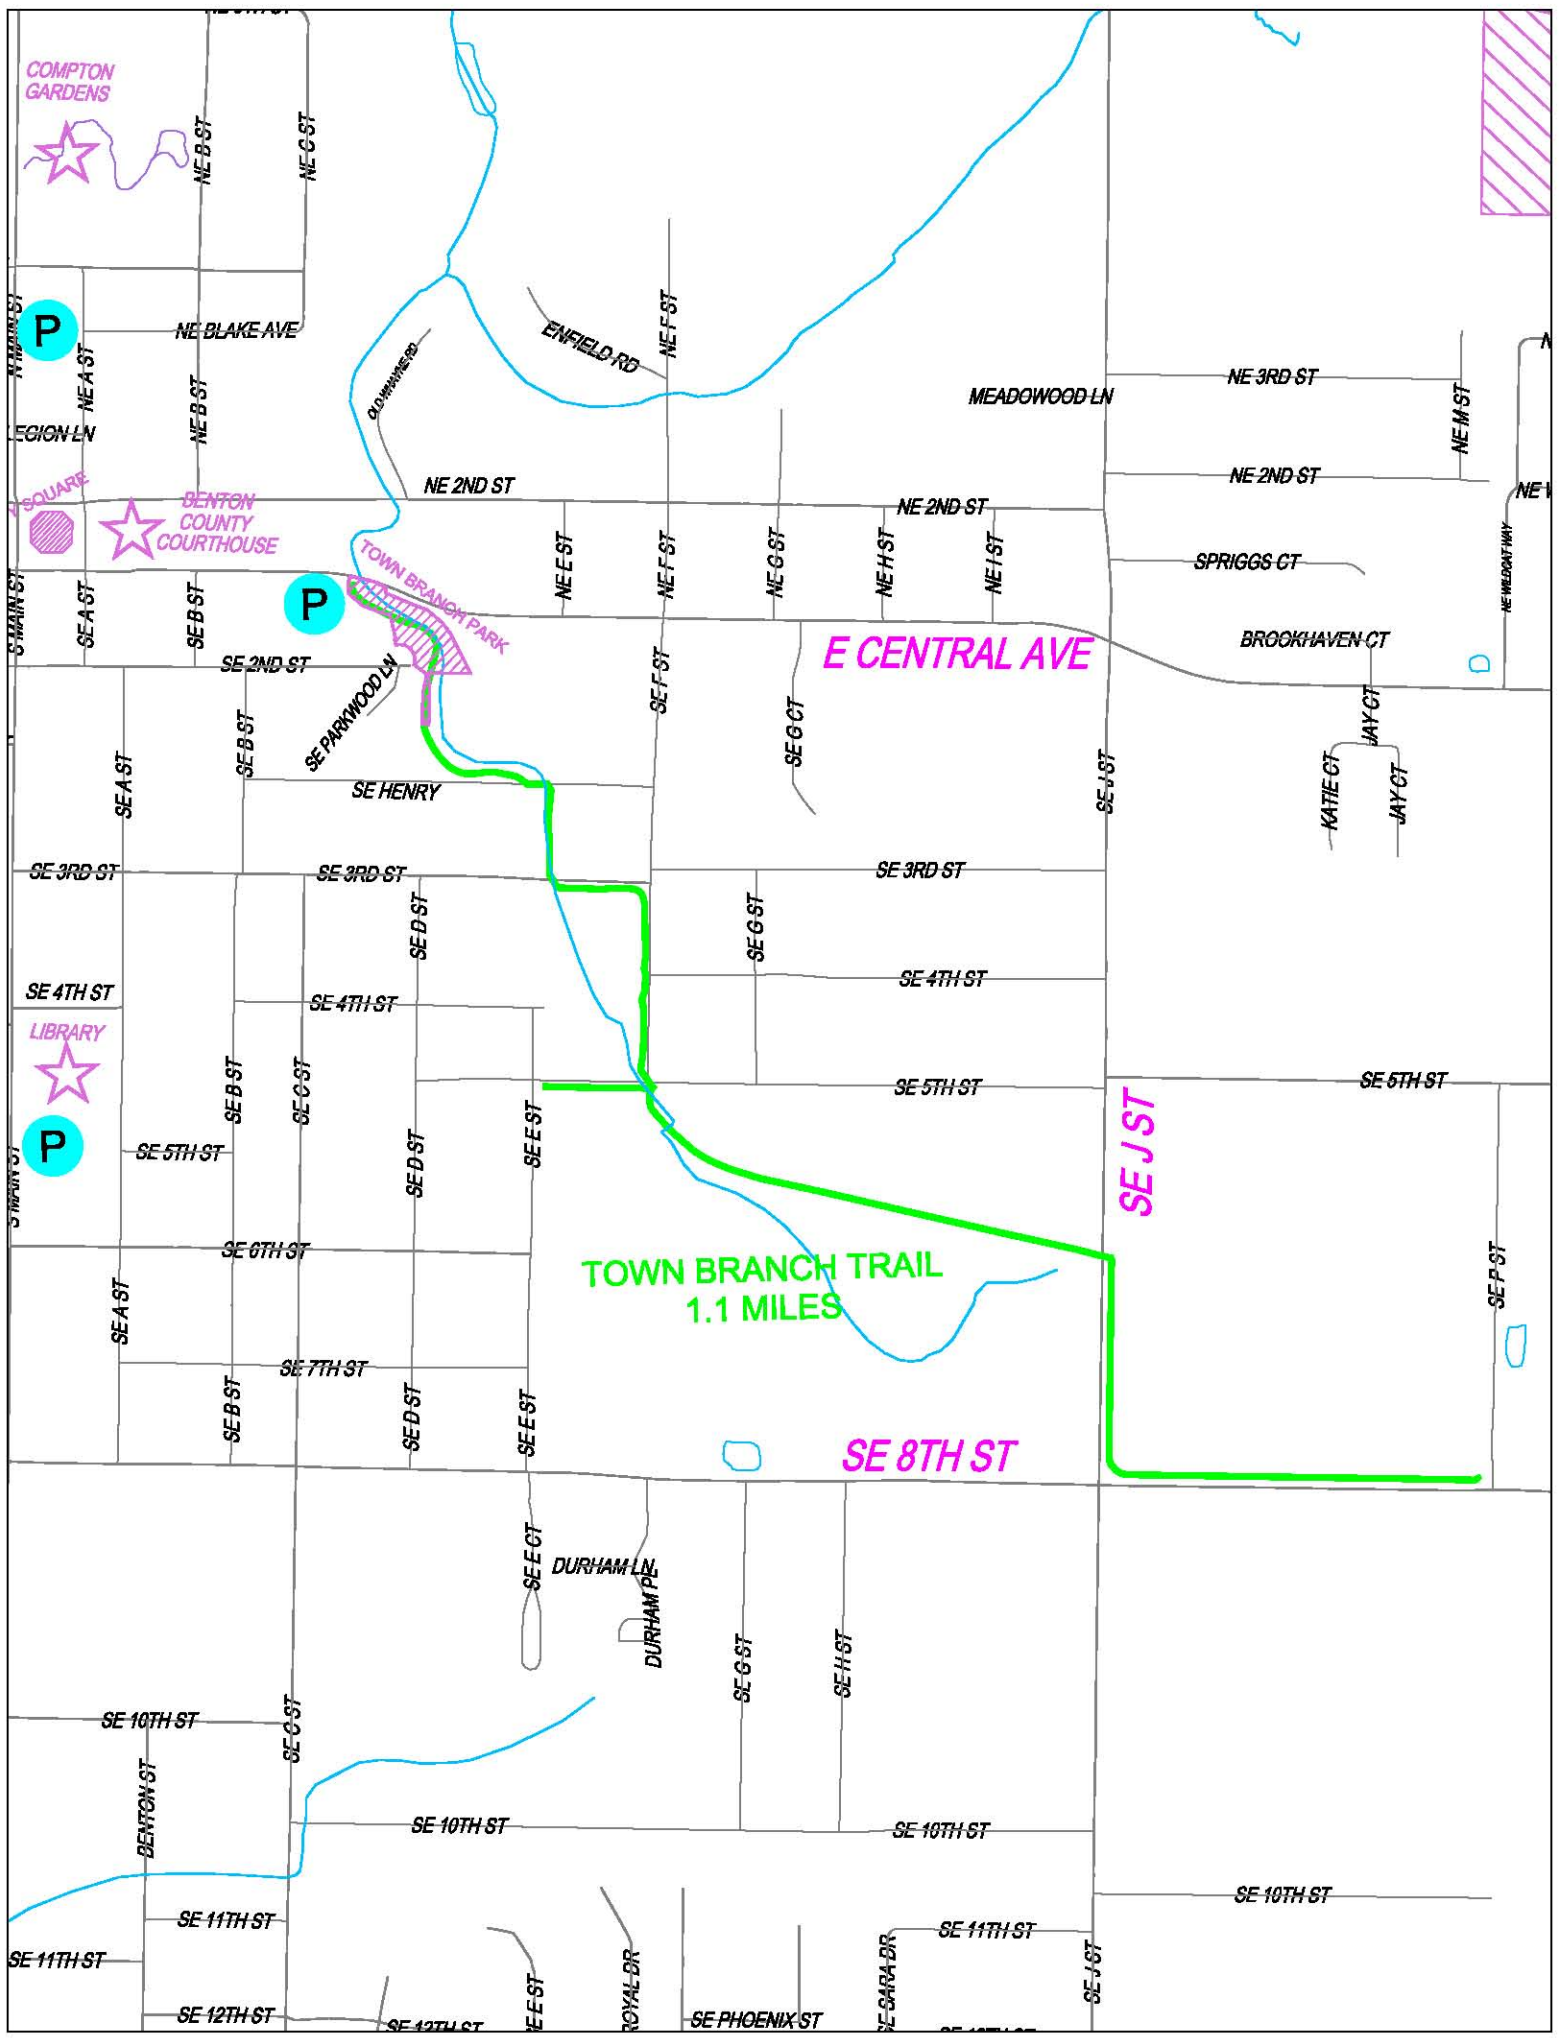 COMPTON
GARDENS
NE B ST
NE C ST
P
NE BLAKE AVE
NE A ST
NE B ST
ENFIELD RD
NE F ST
MEADOWOOD LN
NE 3RD ST
NE M ST
NE 2ND ST
NE 2ND ST
NE 2ND ST
SQUARE
BENTON
COUNTY
COURTHOUSE
TOWN BRANCH PARK
P
NE E ST
NE F ST
NE G ST
NE H ST
NE I ST
SPRIGGS CT
NE WILDCAT WAY
BROOKHAVEN CT
S MAIN ST
SE A ST
SE B ST
SE 2ND ST
SE PARKWOOD LN
E CENTRAL AVE
SE F ST
SE G CT
JAY CT
KATIE CT
JAY CT
SE J ST
SE A ST
SE B ST
SE HENRY
SE 3RD ST
SE 3RD ST
SE 3RD ST
SE D ST
SE G ST
SE 4TH ST
SE 4TH ST
SE 4TH ST
LIBRARY
P
SE B ST
SE C ST
SE 5TH ST
SE 5TH ST
SE 5TH ST
SE D ST
SE E ST
SE J ST
SE 6TH ST
SE A ST
SE P ST
TOWN BRANCH TRAIL
1.1 MILES
SE 7TH ST
SE B ST
SE D ST
SE E ST
SE 8TH ST
SE E CT
DURHAM LN
DURHAM PL
SE G ST
SE H ST
SE 10TH ST
SE C ST
SE 10TH ST
SE 10TH ST
SE 10TH ST
SE 11TH ST
SE 11TH ST
SE 11TH ST
SE J ST
ROYAL DR
SE 12TH ST
SE 12TH ST
SE PHOENIX ST